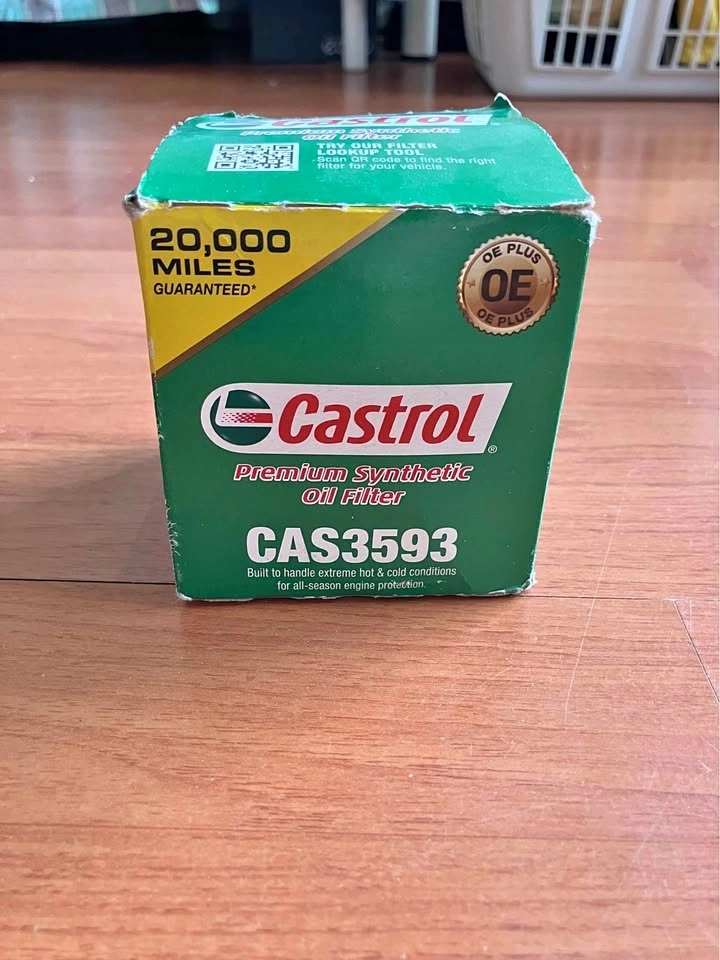 Castrol
Premium Synthetic
Oil Filter
TRY OUR FILTER
LOOKUP TOOL
Scan QR code to find the right
filter for your vehicle.
20,000
MILES
GUARANTEED*
OE PLUS
OE
OE PLUS
Castrol®
Premium Synthetic
Oil Filter
CAS3593
Built to handle extreme hot & cold conditions
for all-season engine protection.